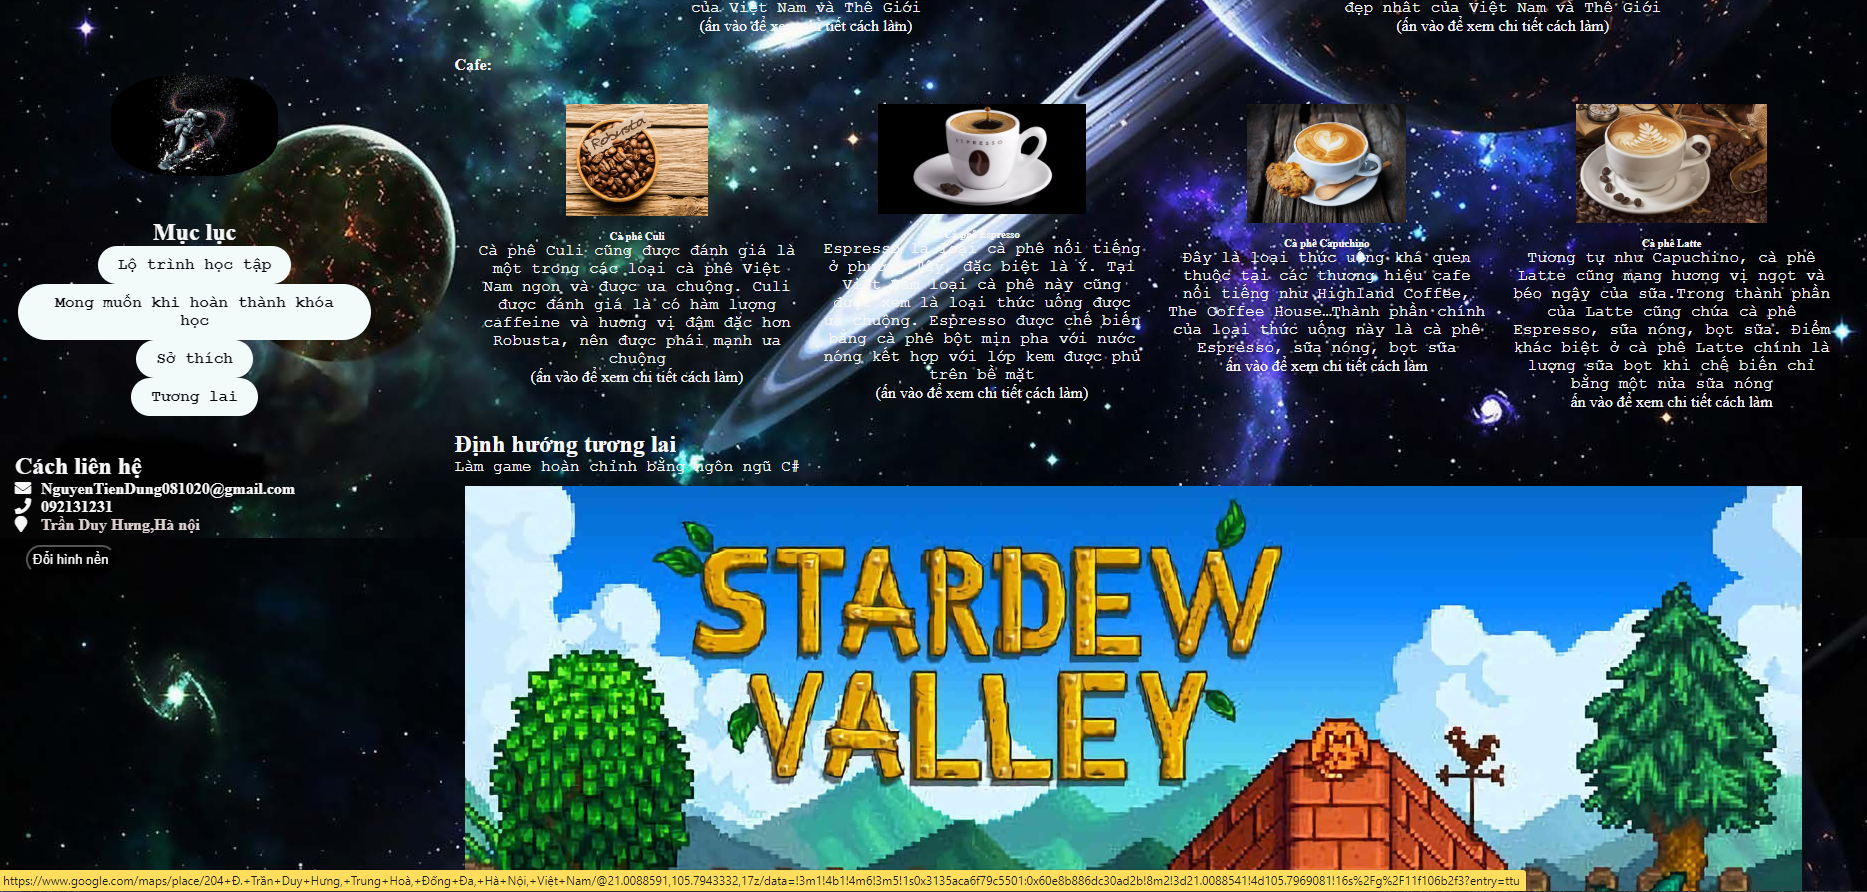 của Việt Nam và Thế Giới
(ấn vào để xem chi tiết cách làm)
đẹp nhất của Việt Nam và Thế Giới
(ấn vào để xem chi tiết cách làm)
Cafe:
Robusta
ESPRESSO
Mục lục
Lộ trình học tập
Mong muốn khi hoàn thành khóa
học
Sở thích
Tương lai
Cách liên hệ
NguyenTienDung081020@gmail.com
092131231
Trần Duy Hưng,Hà nội
Đổi hình nền
Cà phê Culi
Cà phê Culi cũng được đánh giá là
một trong các loại cà phê Việt
Nam ngon và được ưa chuộng. Culi
được đánh giá là có hàm lượng
caffeine và hương vị đậm đặc hơn
Robusta, nên được phái mạnh ưa
chuộng
(ấn vào để xem chi tiết cách làm)
Espresso
Espresso là loại cà phê nổi tiếng
ở phương Tây, đặc biệt là Ý. Tại
Việt Nam loại cà phê này cũng
được xem là loại thức uống được
ưa chuộng. Espresso được chế biến
bằng cà phê bột mịn pha với nước
nóng kết hợp với lớp kem được phủ
trên bề mặt
(ấn vào để xem chi tiết cách làm)
Cà phê Capuchino
Đây là loại thức uống khá quen
thuộc tại các thương hiệu cafe
nổi tiếng như Highland Coffee,
The Coffee House…Thành phần chính
của loại thức uống này là cà phê
Espresso, sữa nóng, bọt sữa
ấn vào để xem chi tiết cách làm
Cà phê Latte
Tương tự như Capuchino, cà phê
Latte cũng mang hương vị ngọt và
béo ngậy của sữa.Trong thành phần
của Latte cũng chứa cà phê
Espresso, sữa nóng, bọt sữa. Điểm
khác biệt ở cà phê Latte chính là
lượng sữa bọt khi chế biến chỉ
bằng một nửa sữa nóng
ấn vào để xem chi tiết cách làm
Định hướng tương lai
Làm game hoàn chỉnh bằng ngôn ngữ C#
STARDEW
VALLEY
https://www.google.com/maps/place/204+Đ.+Trần+Duy+Hưng,+Trung+Hoà,+Đống+Đa,+Hà+Nội,+Việt+Nam/@21.0088591,105.7943332,17z/data=!3m1!4b1!4m6!3m5!1s0x3135aca6f79c5501:0x60e8b886dc30ad2b!8m2!3d21.0088541!4d105.7969081!16s%2Fg%2F11f106b2f3?entry=ttu